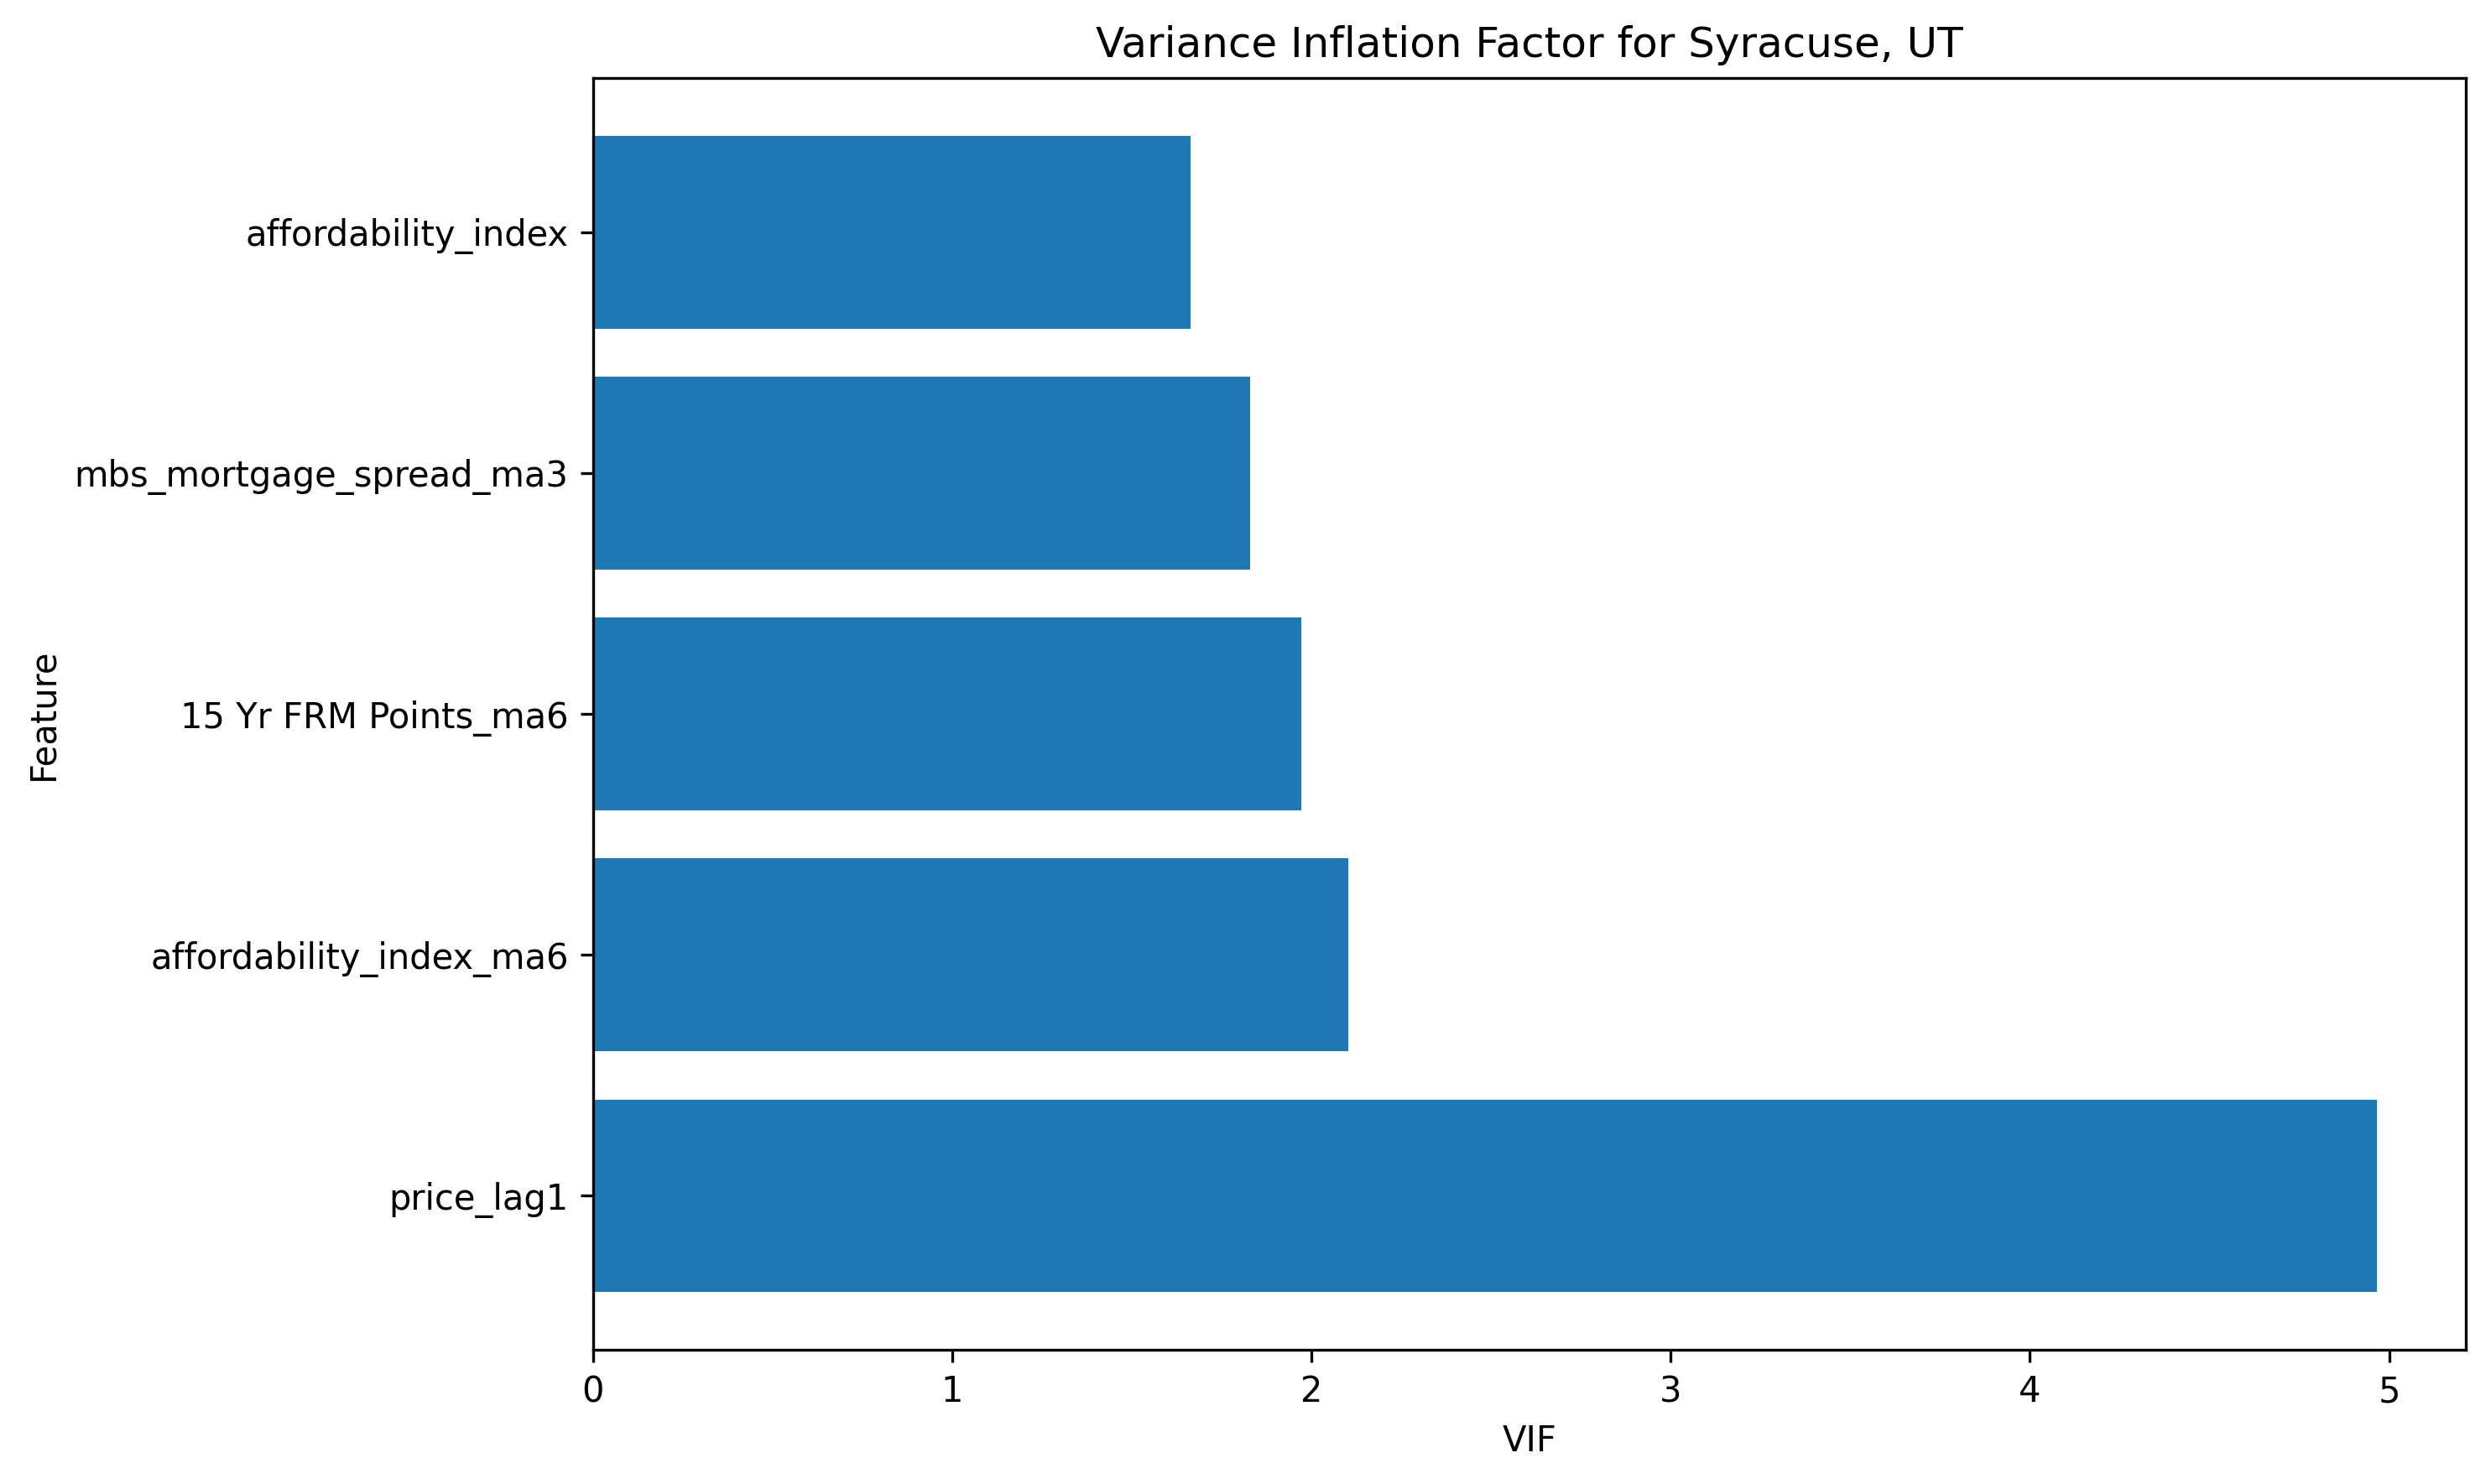 Variance Inflation Factor for Syracuse, UT
Feature
affordability_index
mbs_mortgage_spread_ma3
15 Yr FRM Points_ma6
affordability_index_ma6
price_lag1
0 1 2 3 4 5
VIF